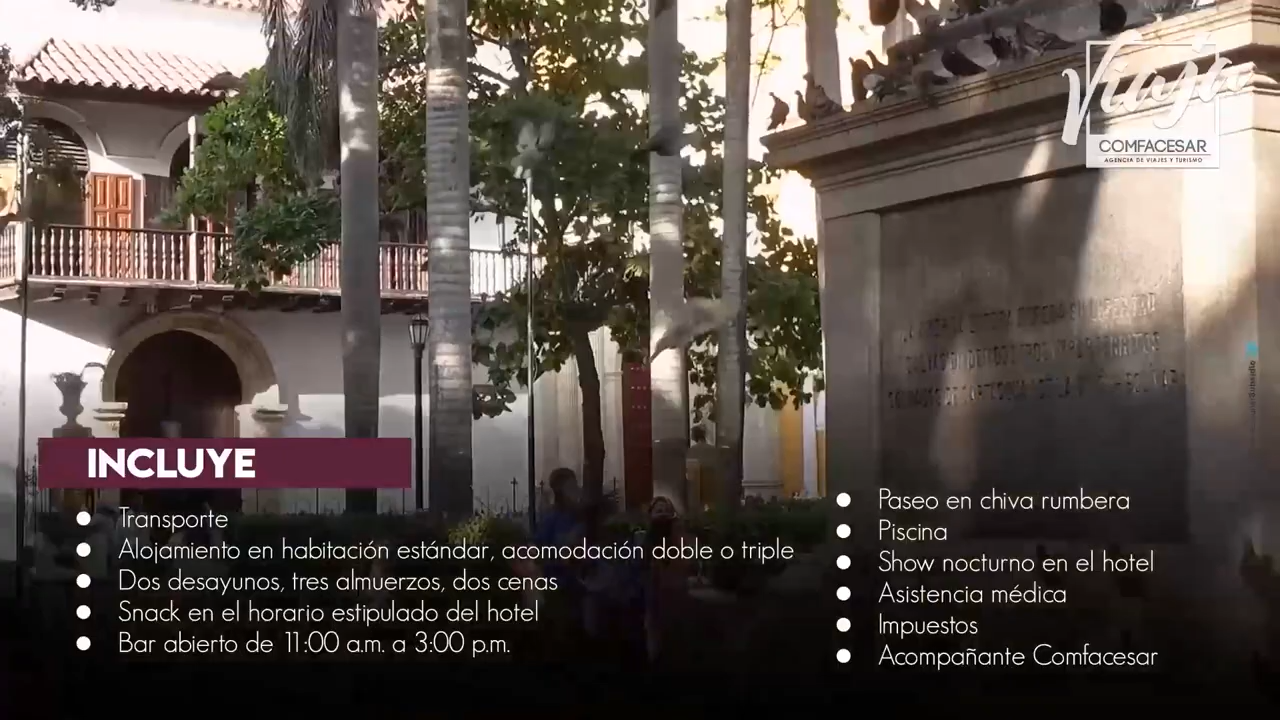 Viaja
COMFACESAR
AGENCIA DE VIAJES Y TURISMO
INCLUYE
Transporte
Alojamiento en habitación estándar, acomodación doble o triple
Dos desayunos, tres almuerzos, dos cenas
Snack en el horario estipulado del hotel
Bar abierto de 11:00 a.m. a 3:00 p.m.
Paseo en chiva rumbera
Piscina
Show nocturno en el hotel
Asistencia médica
Impuestos
Acompañante Comfacesar